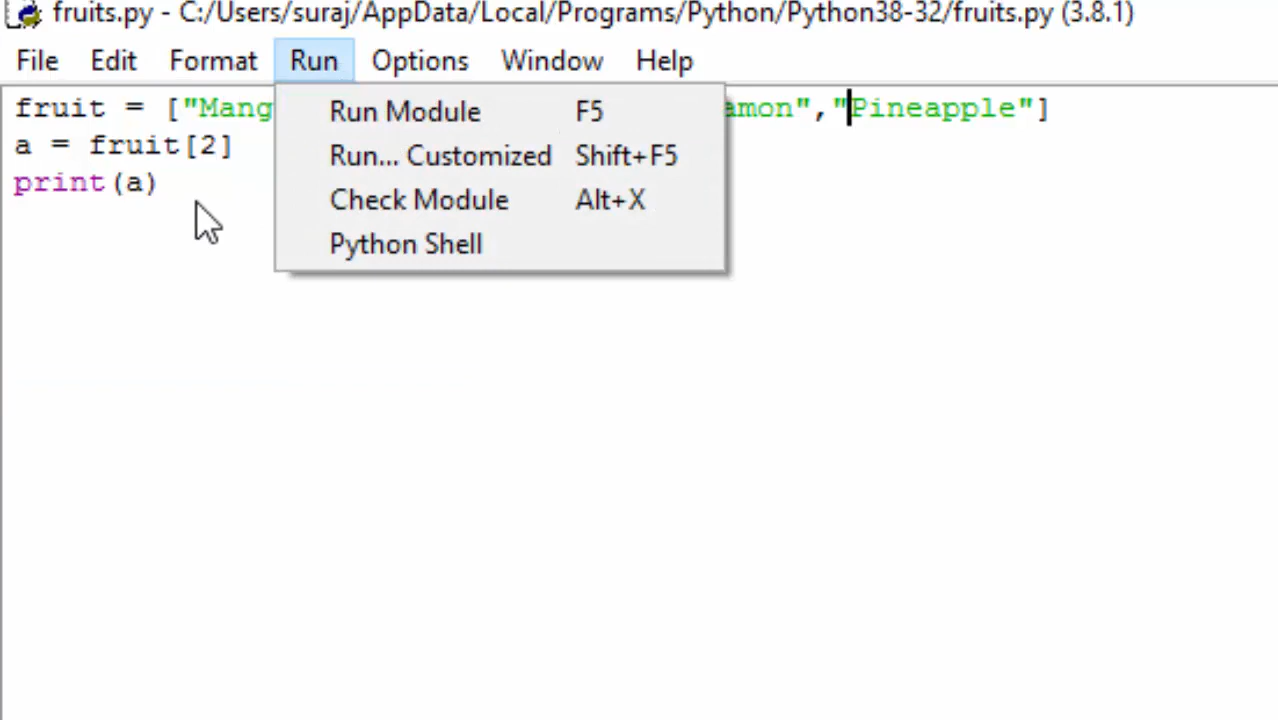 fruits.py - C:/Users/suraj/AppData/Local/Programs/Python/Python38-32/fruits.py (3.8.1)
File Edit Format Run Options Window Help
fruit = ["Mang amon","Pineapple"]
a = fruit[2]
print(a)
Run Module F5
Run... Customized Shift+F5
Check Module Alt+X
Python Shell